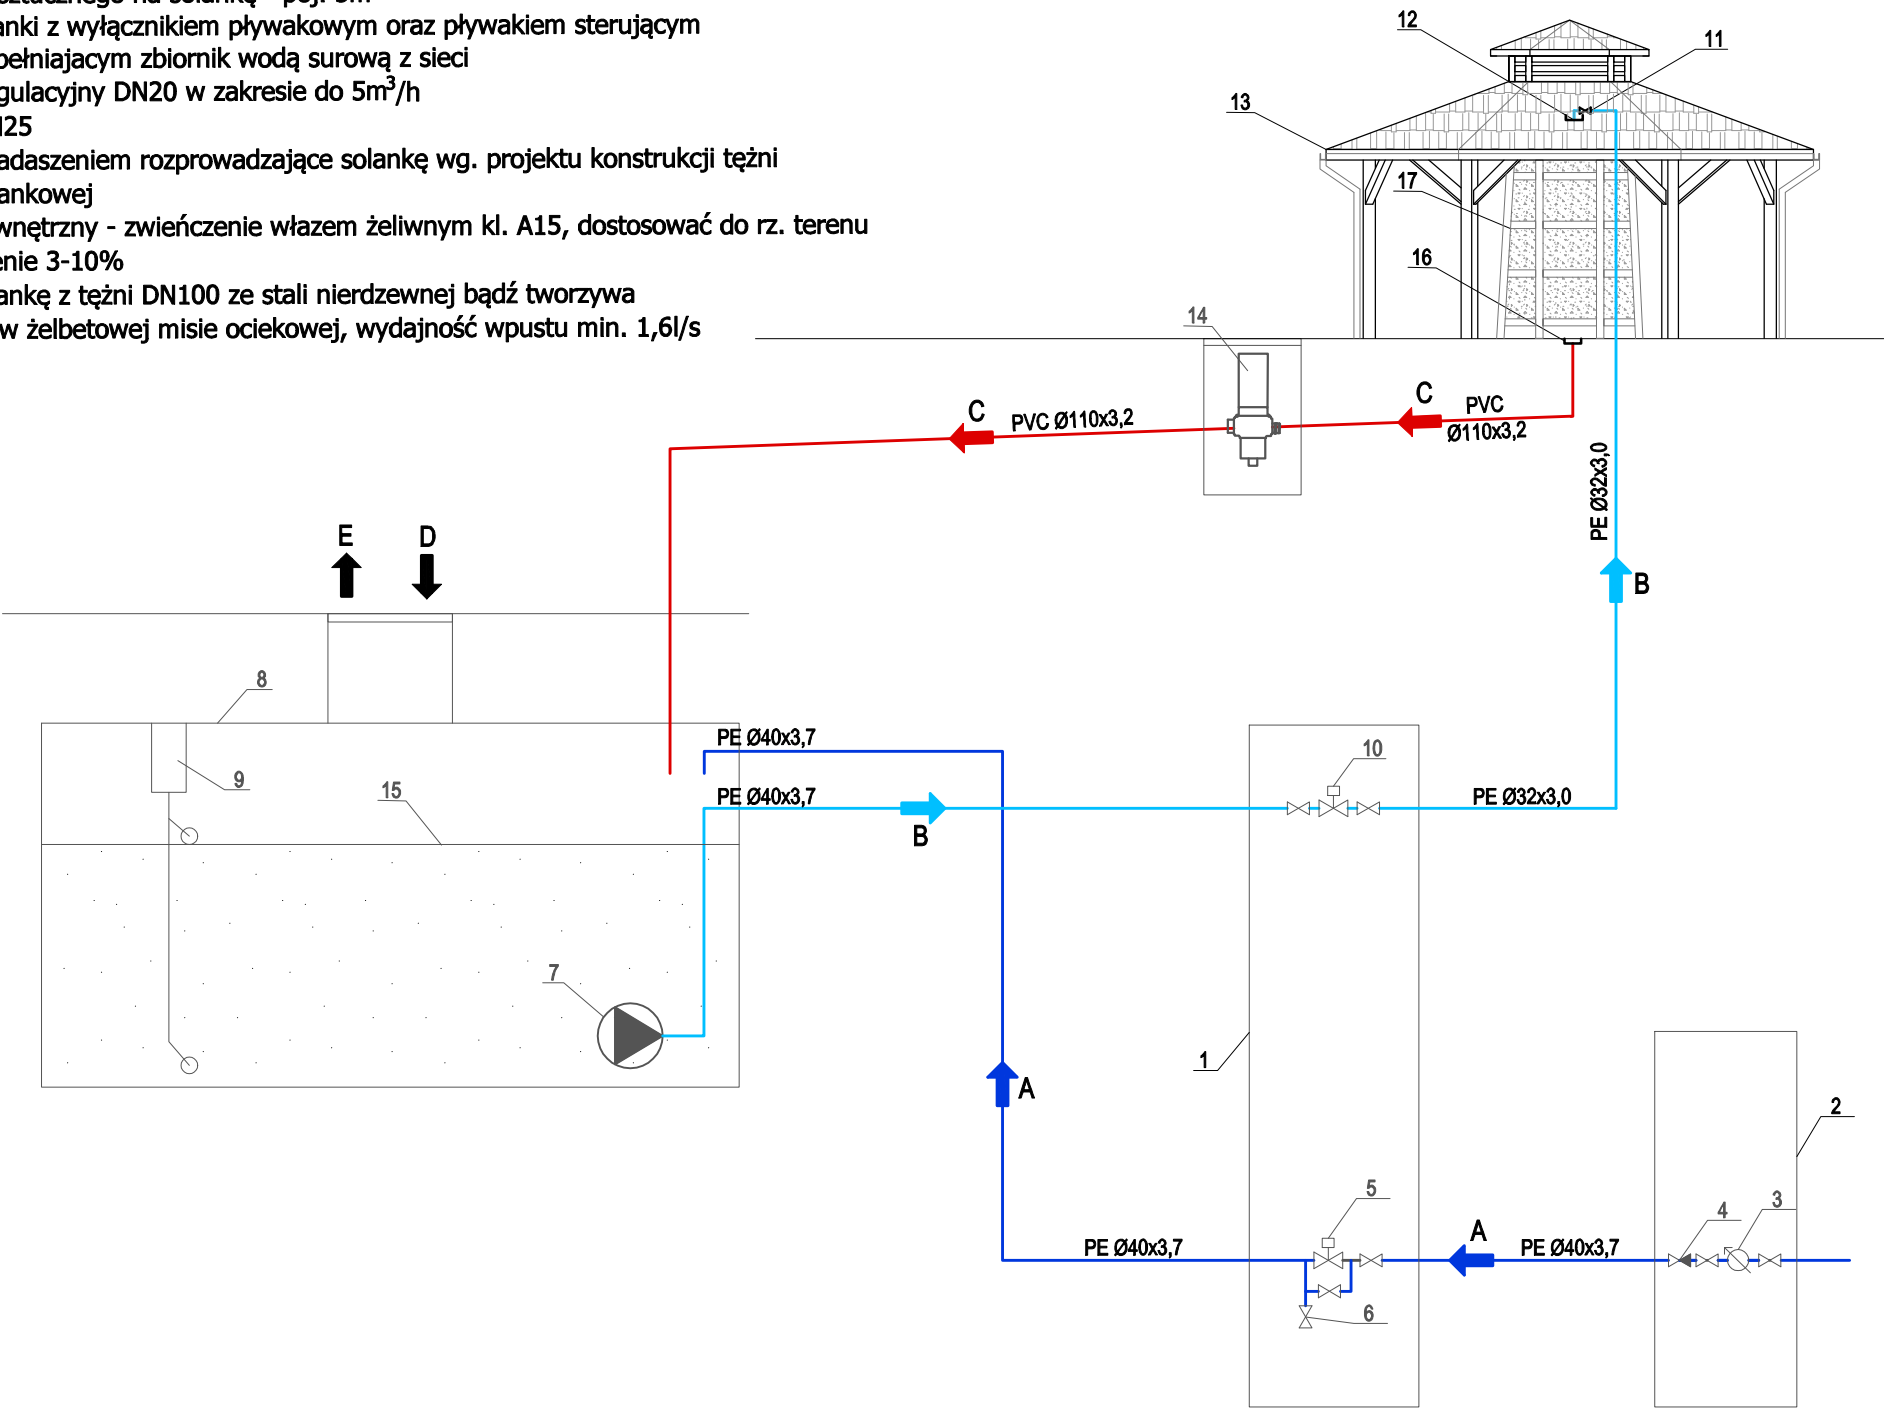 anki z wyłącznikiem pływakowym oraz pływakiem sterującym
pełniajacym zbiornik wodą surową z sieci
gulacyjny DN20 w zakresie do 5m³/h
I25
adaszeniem rozprowadzające solankę wg. projektu konstrukcji tężni
ankowej
wnętrzny - zwieńczenie włazem żeliwnym kl. A15, dostosować do rz. terenu
enie 3-10%
ankę z tężni DN100 ze stali nierdzewnej bądź tworzywa
w żelbetowej misie ociekowej, wydajność wpustu min. 1,6l/s
12
11
13
17
16
14
C
PVC Ø110x3,2
C
PVC
Ø110x3,2
PE Ø32x3,0
B
E
D
8
9
15
7
PE Ø40x3,7
PE Ø40x3,7
B
10
PE Ø32x3,0
1
A
2
5
4
3
PE Ø40x3,7
A
PE Ø40x3,7
6